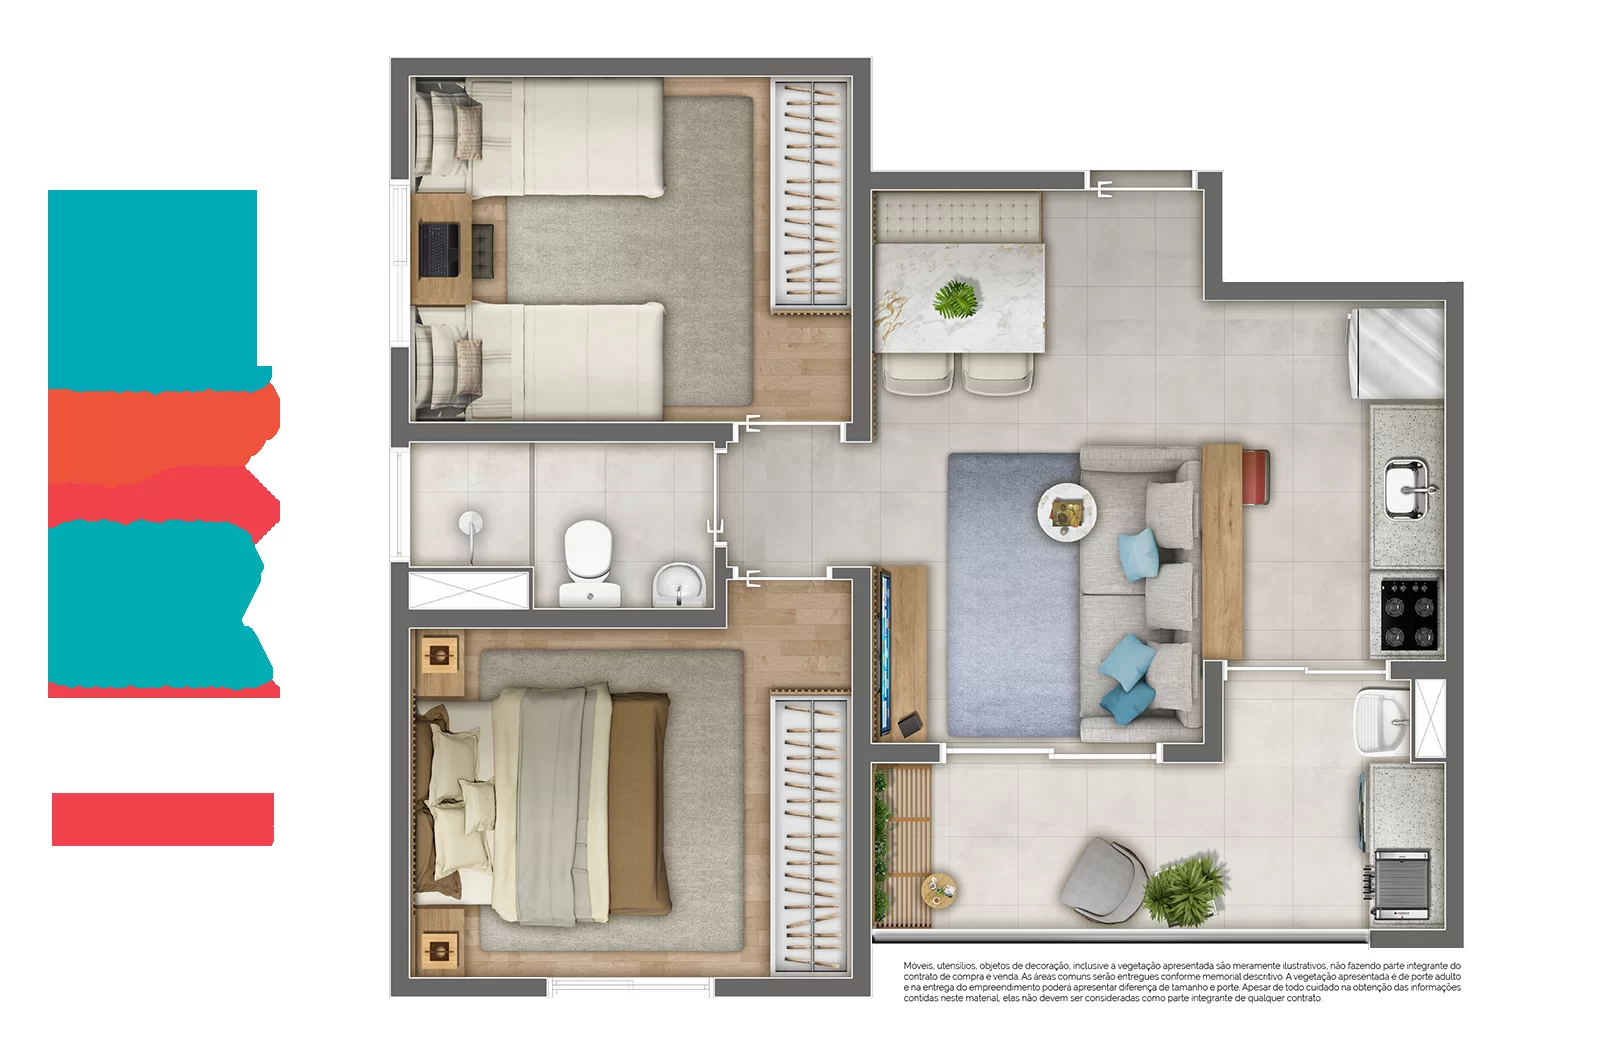 Móveis, utensílios, objetos de decoração, inclusive a vegetação apresentada são meramente ilustrativos, não fazendo parte integrante do
contrato de compra e venda. As áreas comuns serão entregues conforme memorial descritivo. A vegetação apresentada é de porte adulto
e na entrega do empreendimento poderá apresentar diferença de tamanho e porte. Apesar de todo cuidado na obtenção das informações
contidas neste material, elas não devem ser consideradas como parte integrante de qualquer contrato.